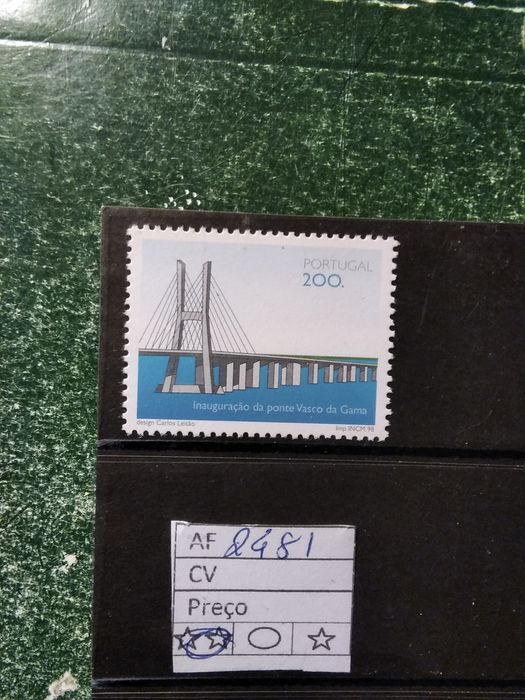 PORTUGAL
200.
Inauguração da ponte Vasco da Gama
design Carlos Leitão
Imp INCM 98
AF 2481
CV
Preço